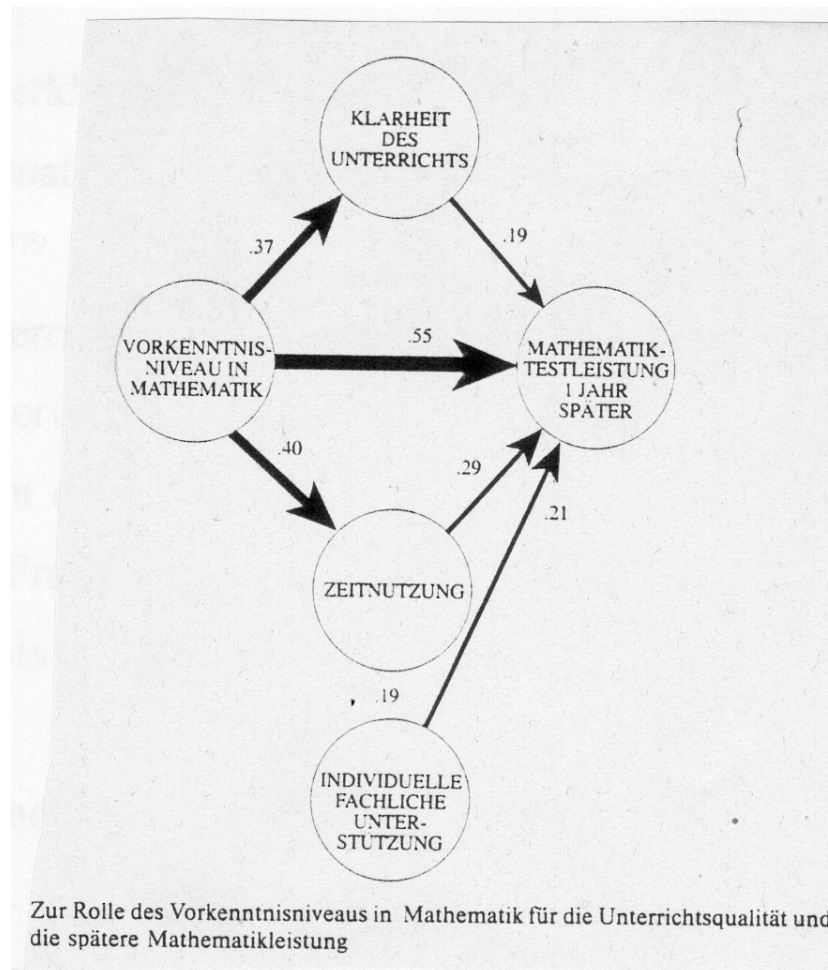 KLARHEIT
DES
UNTERRICHTS
.37
.19
VORKENNTNIS-
NIVEAU IN
MATHEMATIK
.55
MATHEMATIK-
TESTLEISTUNG
1 JAHR
SPÄTER
.40
.29
.21
ZEITNUTZUNG
.19
INDIVIDUELLE
FACHLICHE
UNTER-
STÜTZUNG
Zur Rolle des Vorkenntnisniveaus in Mathematik für die Unterrichtsqualität und
die spätere Mathematikleistung